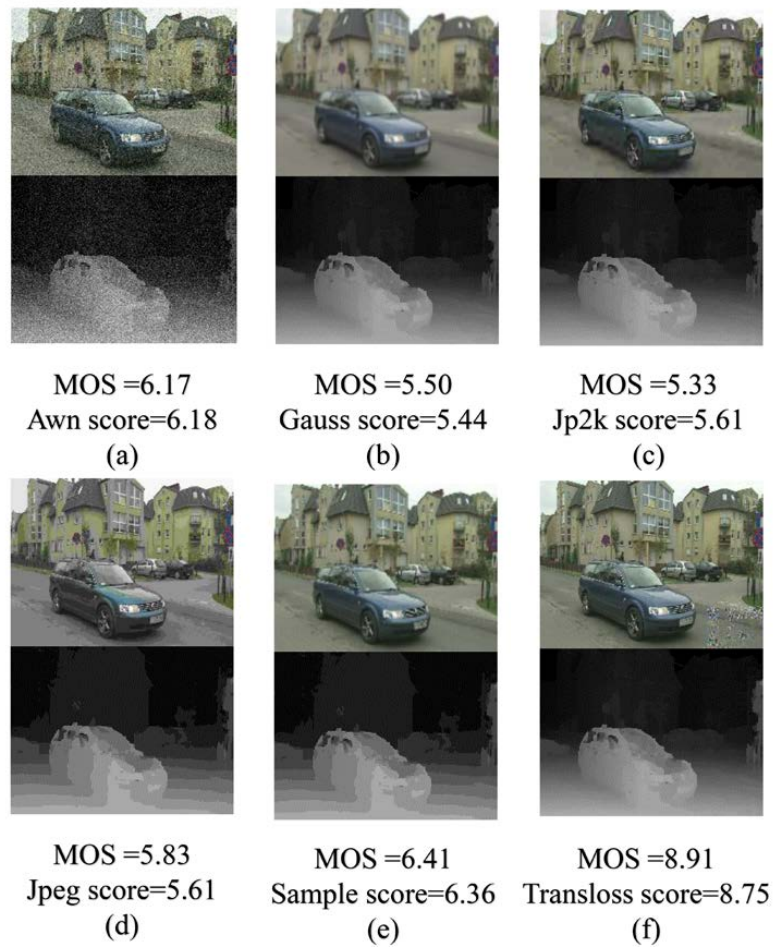 MOS =6.17
Awn score=6.18
(a)
MOS =5.50
Gauss score=5.44
(b)
MOS =5.33
Jp2k score=5.61
(c)
MOS =5.83
Jpeg score=5.61
(d)
MOS =6.41
Sample score=6.36
(e)
MOS =8.91
Transloss score=8.75
(f)